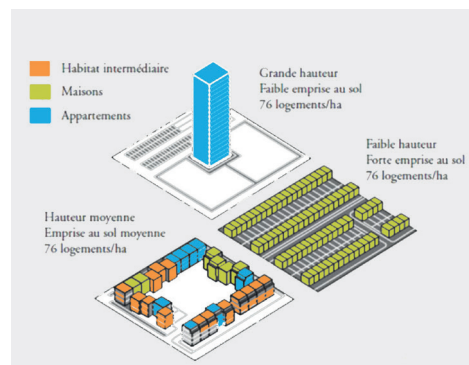 Habitat intermédiaire
Maisons
Appartements
Grande hauteur
Faible emprise au sol
76 logements/ha
Faible hauteur
Forte emprise au sol
76 logements/ha
Hauteur moyenne
Emprise au sol moyenne
76 logements/ha